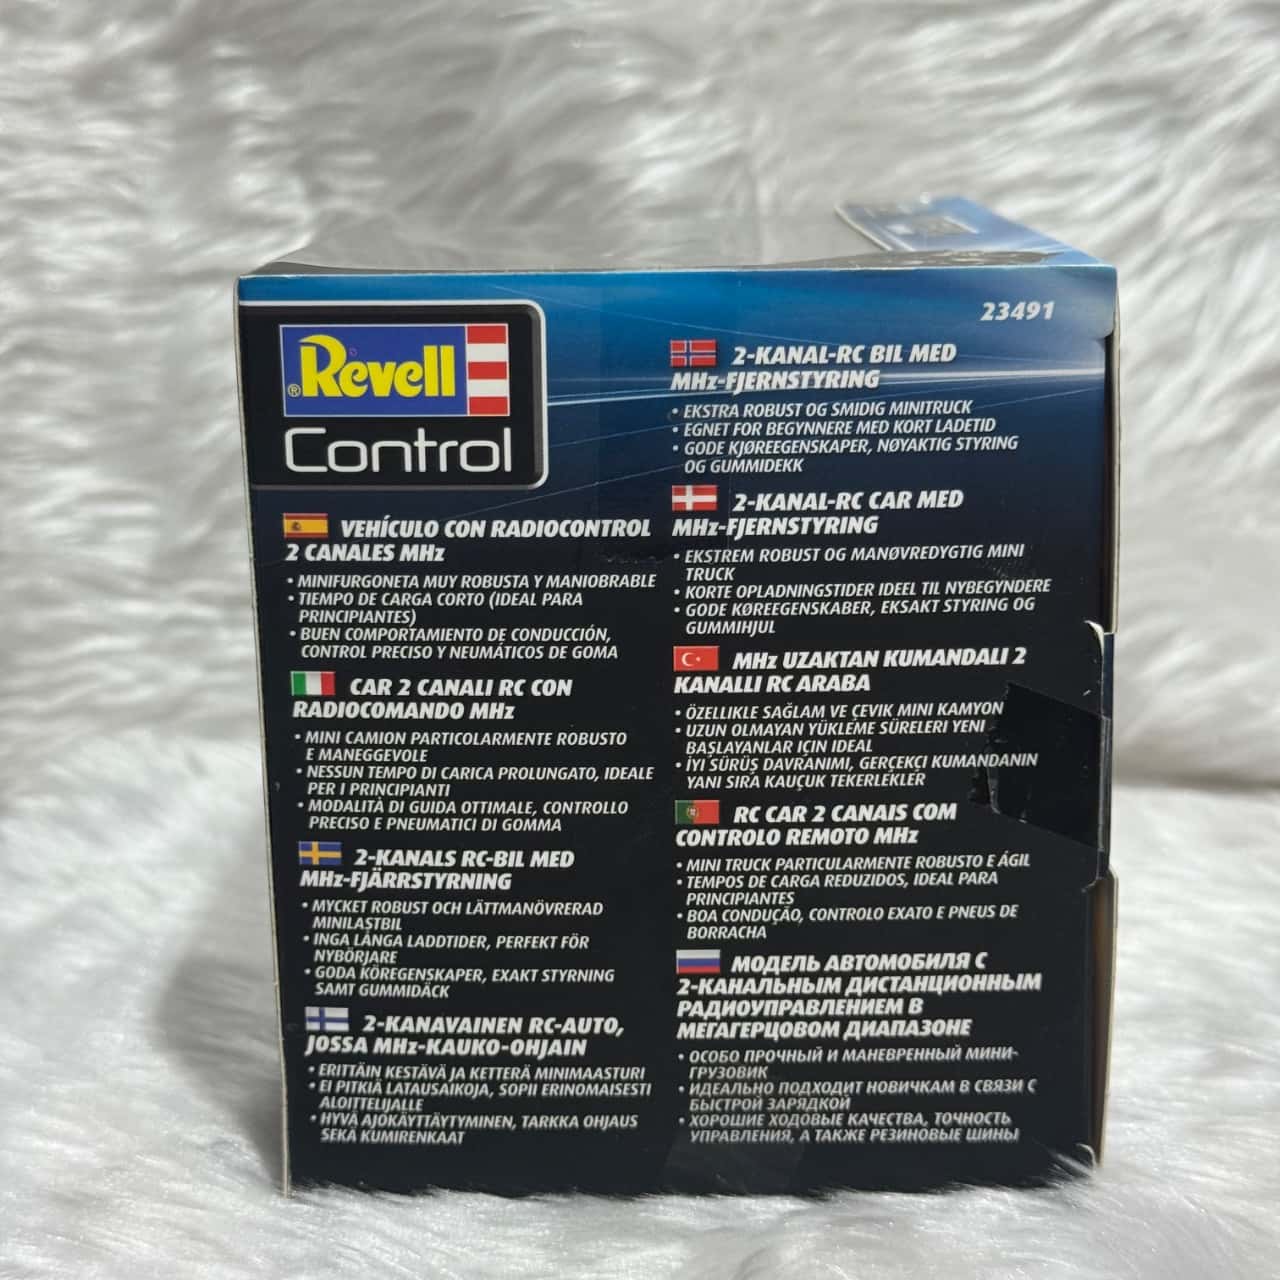 Revell
®
Control
VEHÍCULO CON RADIOCONTROL
2 CANALES MHz
• MINIFURGONETA MUY ROBUSTA Y MANIOBRABLE
• TIEMPO DE CARGA CORTO (IDEAL PARA
PRINCIPIANTES)
• BUEN COMPORTAMIENTO DE CONDUCCIÓN,
CONTROL PRECISO Y NEUMÁTICOS DE GOMA
CAR 2 CANALI RC CON
RADIOCOMANDO MHz
• MINI CAMION PARTICOLARMENTE ROBUSTO
E MANEGGEVOLE
• NESSUN TEMPO DI CARICA PROLUNGATO, IDEALE
PER I PRINCIPIANTI
• MODALITÀ DI GUIDA OTTIMALE, CONTROLLO
PRECISO E PNEUMATICI DI GOMMA
2-KANALS RC-BIL MED
MHz-FJÄRRSTYRNING
• MYCKET ROBUST OCH LÄTTMANÖVRERAD
MINILASTBIL
• INGA LÅNGA LADDTIDER, PERFEKT FÖR
NYBÖRJARE
• GODA KÖREGENSKAPER, EXAKT STYRNING
SAMT GUMMIDÄCK
2-KANAVAINEN RC-AUTO,
JOSSA MHz-KAUKO-OHJAIN
• ERITTÄIN KESTÄVÄ JA KETTERÄ MINIMAASTURI
• EI PITKIÄ LATAUSAIKOJA, SOPII ERINOMAISESTI
ALOITTELIJALLE
• HYVÄ AJOKÄYTTÄYTYMINEN, TARKKA OHJAUS
SEKÄ KUMIRENKAAT
23491
2-KANAL-RC BIL MED
MHz-FJERNSTYRING
• EKSTRA ROBUST OG SMIDIG MINITRUCK
• EGNET FOR BEGYNNERE MED KORT LADETID
• GODE KJØREEGENSKAPER, NØYAKTIG STYRING
OG GUMMIDEKK
2-KANAL-RC CAR MED
MHz-FJERNSTYRING
• EKSTREM ROBUST OG MANØVREDYGTIG MINI
TRUCK
• KORTE OPLADNINGSTIDER IDEEL TIL NYBEGYNDERE
• GODE KØREEGENSKABER, EKSAKT STYRING OG
GUMMIHJUL
MHz UZAKTAN KUMANDALI 2
KANALLI RC ARABA
• ÖZELLIKLE SAĞLAM VE ÇEVIK MINI KAMYON
• UZUN OLMAYAN YÜKLEME SÜRELERI YENI
BAŞLAYANLAR IÇIN IDEAL
• İYI SÜRÜŞ DAVRANIMI, GERÇEKÇI KUMANDANIN
YANI SIRA KAUÇUK TEKERLEKLER
RC CAR 2 CANAIS COM
CONTROLO REMOTO MHz
• MINI TRUCK PARTICULARMENTE ROBUSTO E ÁGIL
• TEMPOS DE CARGA REDUZIDOS, IDEAL PARA
PRINCIPIANTES
• BOA CONDUÇÃO, CONTROLO EXATO E PNEUS DE
BORRACHA
МОДЕЛЬ АВТОМОБИЛЯ С
2-КАНАЛЬНЫМ ДИСТАНЦИОННЫМ
РАДИОУПРАВЛЕНИЕМ В
МЕГАГЕРЦОВОМ ДИАПАЗОНЕ
• ОСОБО ПРОЧНЫЙ И МАНЕВРЕННЫЙ МИНИ-
ГРУЗОВИК
• ИДЕАЛЬНО ПОДХОДИТ НОВИЧКАМ В СВЯЗИ С
БЫСТРОЙ ЗАРЯДКОЙ
• ХОРОШИЕ ХОДОВЫЕ КАЧЕСТВА, ТОЧНОСТЬ
УПРАВЛЕНИЯ, А ТАКЖЕ РЕЗИНОВЫЕ ШИНЫ